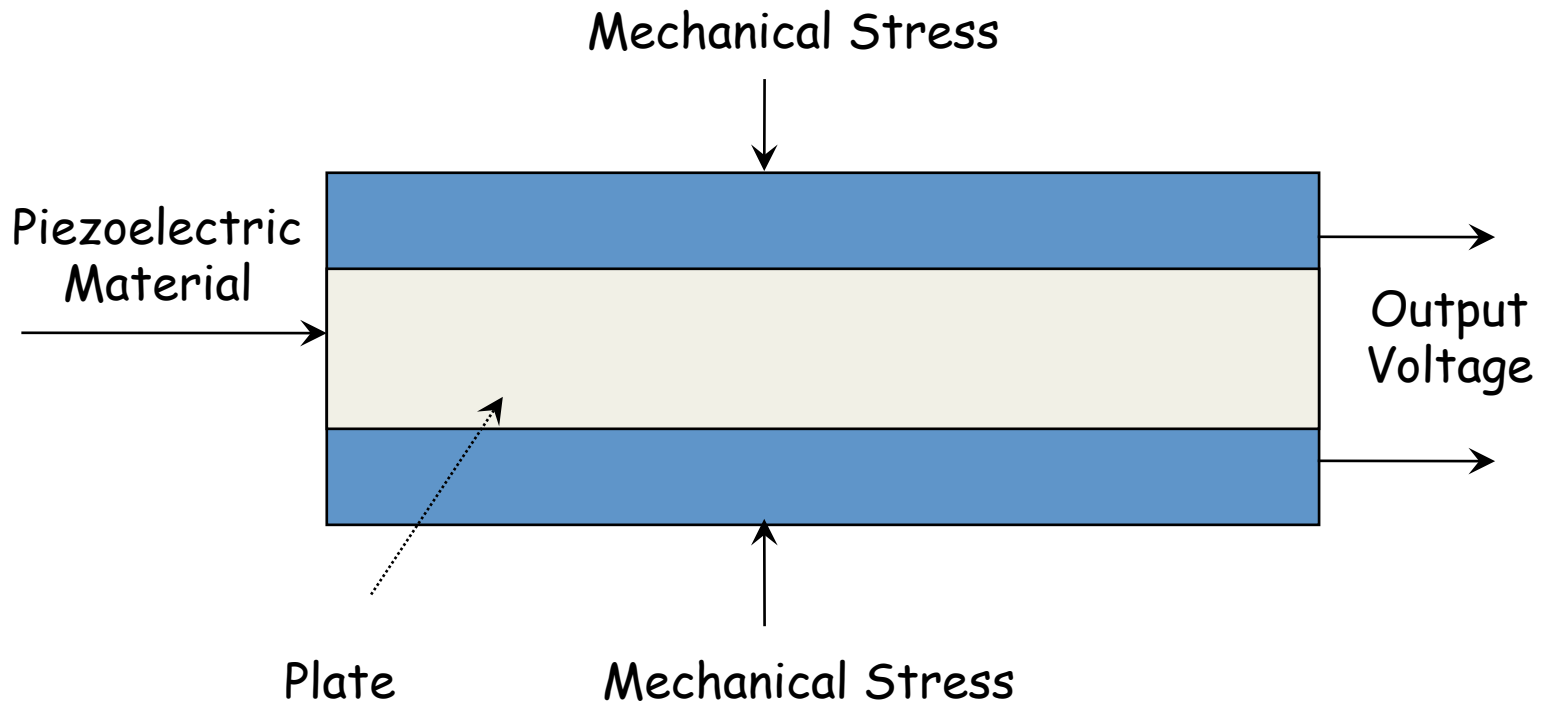 Mechanical Stress
Piezoelectric
Material
Output
Voltage
Plate
Mechanical Stress